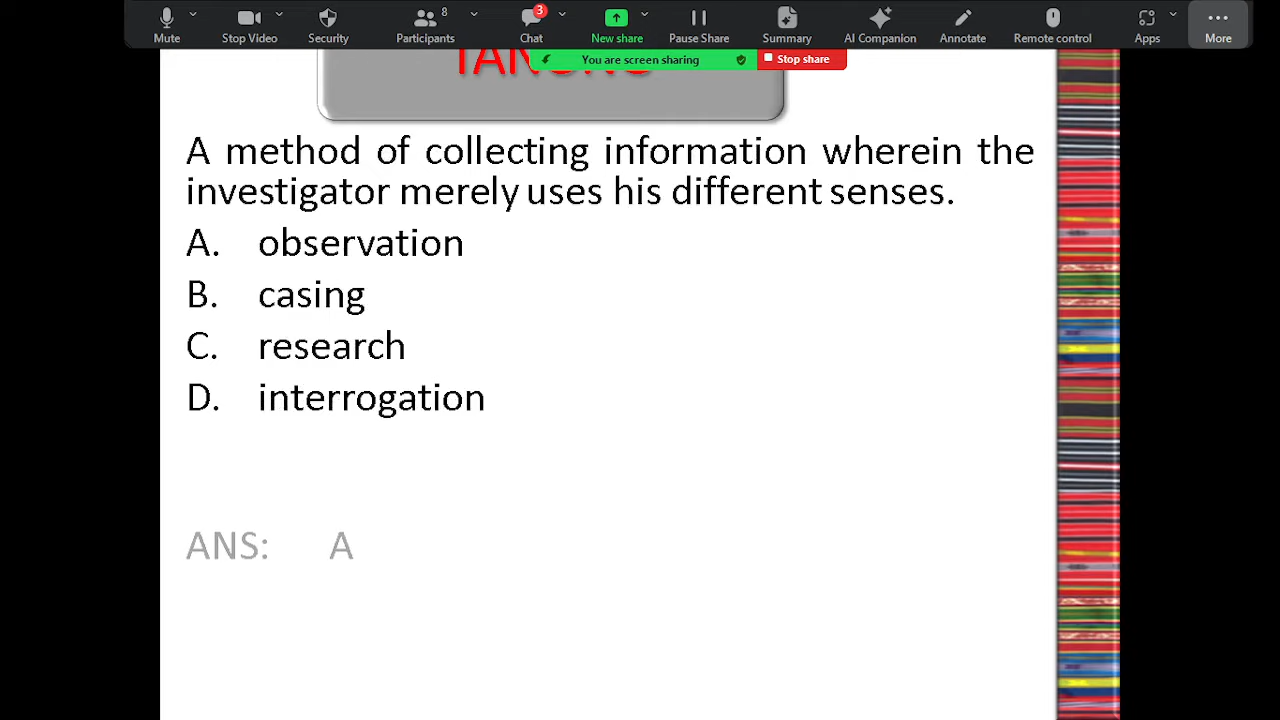 Mute
Stop Video
Security
8
Participants
3
Chat
New share
Pause Share
Summary
AI Companion
Annotate
Remote control
Apps
More
You are screen sharing
Stop share
A method of collecting information wherein the
investigator merely uses his different senses.
A. observation
B. casing
C. research
D. interrogation
ANS: A